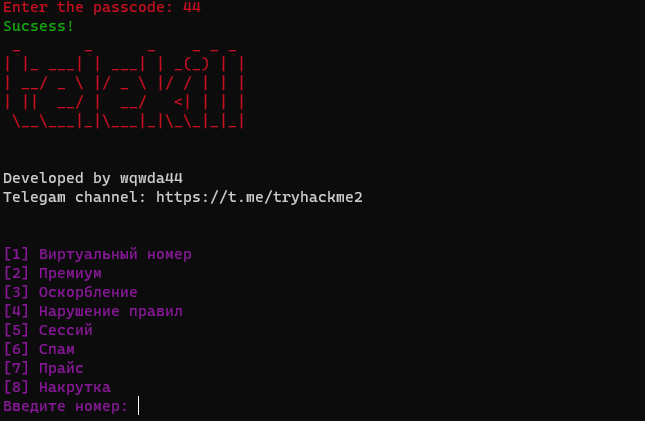 Enter the passcode: 44
Sucsess!
telekill
Developed by wqwda44
Telegam channel: https://t.me/tryhackme2
[1] Виртуальный номер
[2] Премиум
[3] Оскорбление
[4] Нарушение правил
[5] Сессий
[6] Спам
[7] Прайс
[8] Накрутка
Введите номер: